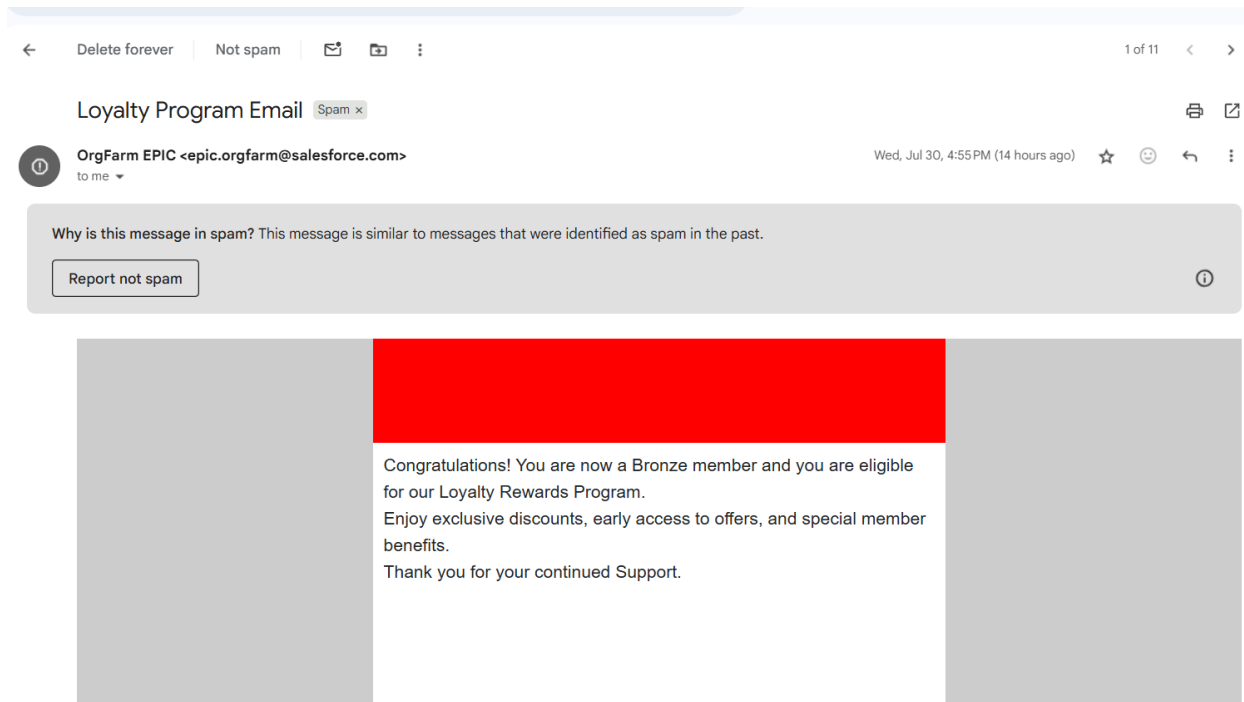 Delete forever
Not spam
1 of 11
Loyalty Program Email
Spam ×
OrgFarm EPIC <epic.orgfarm@salesforce.com>
Wed, Jul 30, 4:55 PM (14 hours ago)
to me
Why is this message in spam? This message is similar to messages that were identified as spam in the past.
Report not spam
Congratulations! You are now a Bronze member and you are eligible
for our Loyalty Rewards Program.
Enjoy exclusive discounts, early access to offers, and special member
benefits.
Thank you for your continued Support.